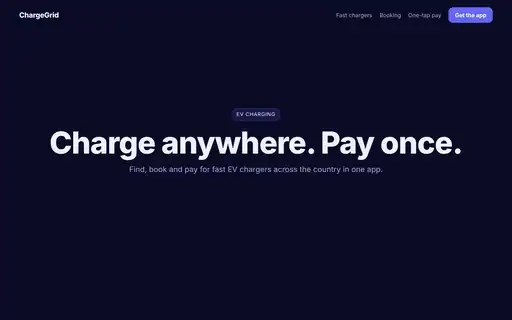 ChargeGrid
Fast chargers Booking One-tap pay Get the app
EV CHARGING
Charge anywhere. Pay once.
Find, book and pay for fast EV chargers across the country in one app.